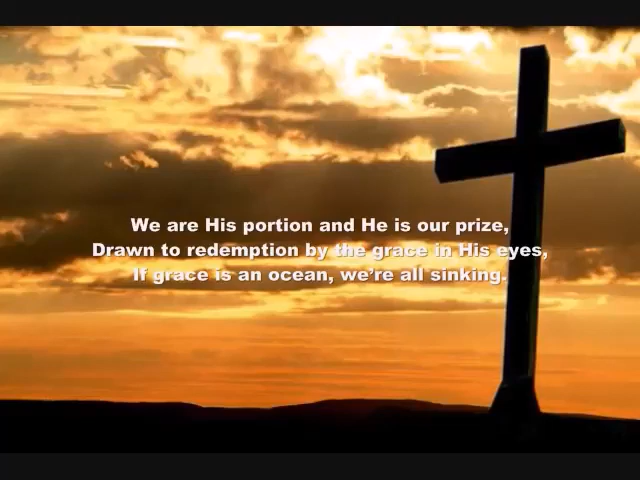 We are His portion and He is our prize,
Drawn to redemption by the grace in His eyes,
If grace is an ocean, we’re all sinking.